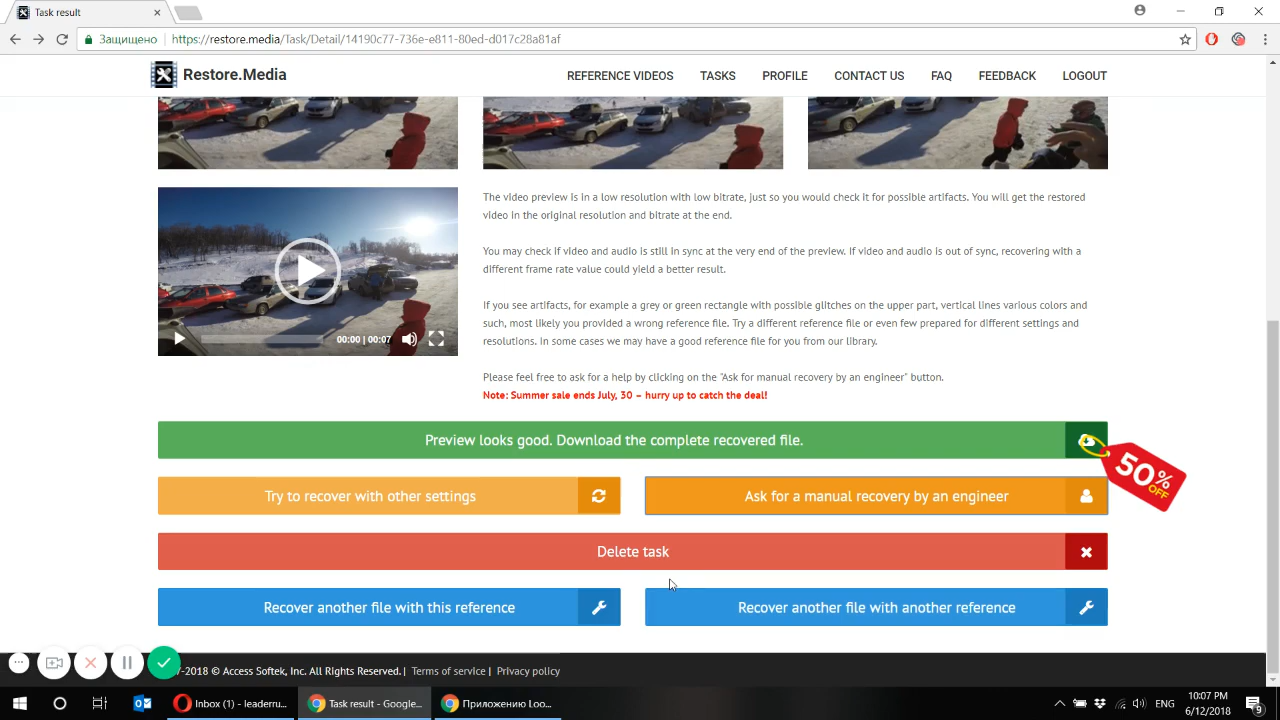 Task result
Защищено
https://restore.media/Task/Detail/14190c77-736e-e811-80ed-d017c28a81af
Restore.Media
REFERENCE VIDEOS
TASKS
PROFILE
CONTACT US
FAQ
FEEDBACK
LOGOUT
00:00 | 00:07
The video preview is in a low resolution with low bitrate, just so you would check it for possible artifacts. You will get the restored
video in the original resolution and bitrate at the end.
You may check if video and audio is still in sync at the very end of the preview. If video and audio is out of sync, recovering with a
different frame rate value could yield a better result.
If you see artifacts, for example a grey or green rectangle with possible glitches on the upper part, vertical lines various colors and
such, most likely you provided a wrong reference file. Try a different reference file or even few prepared for different settings and
resolutions. In some cases we may have a good reference file for you from our library.
Please feel free to ask for a help by clicking on the "Ask for manual recovery by an engineer" button.
Note: Summer sale ends July, 30 – hurry up to catch the deal!
Preview looks good. Download the complete recovered file.
50%
OFF
Try to recover with other settings
Ask for a manual recovery by an engineer
Delete task
Recover another file with this reference
Recover another file with another reference
7-2018 © Access Softek, Inc. All Rights Reserved. | Terms of service | Privacy policy
Inbox (1) - leaderru...
Task result - Google...
Приложению Loo...
ENG
10:07 PM
6/12/2018
9